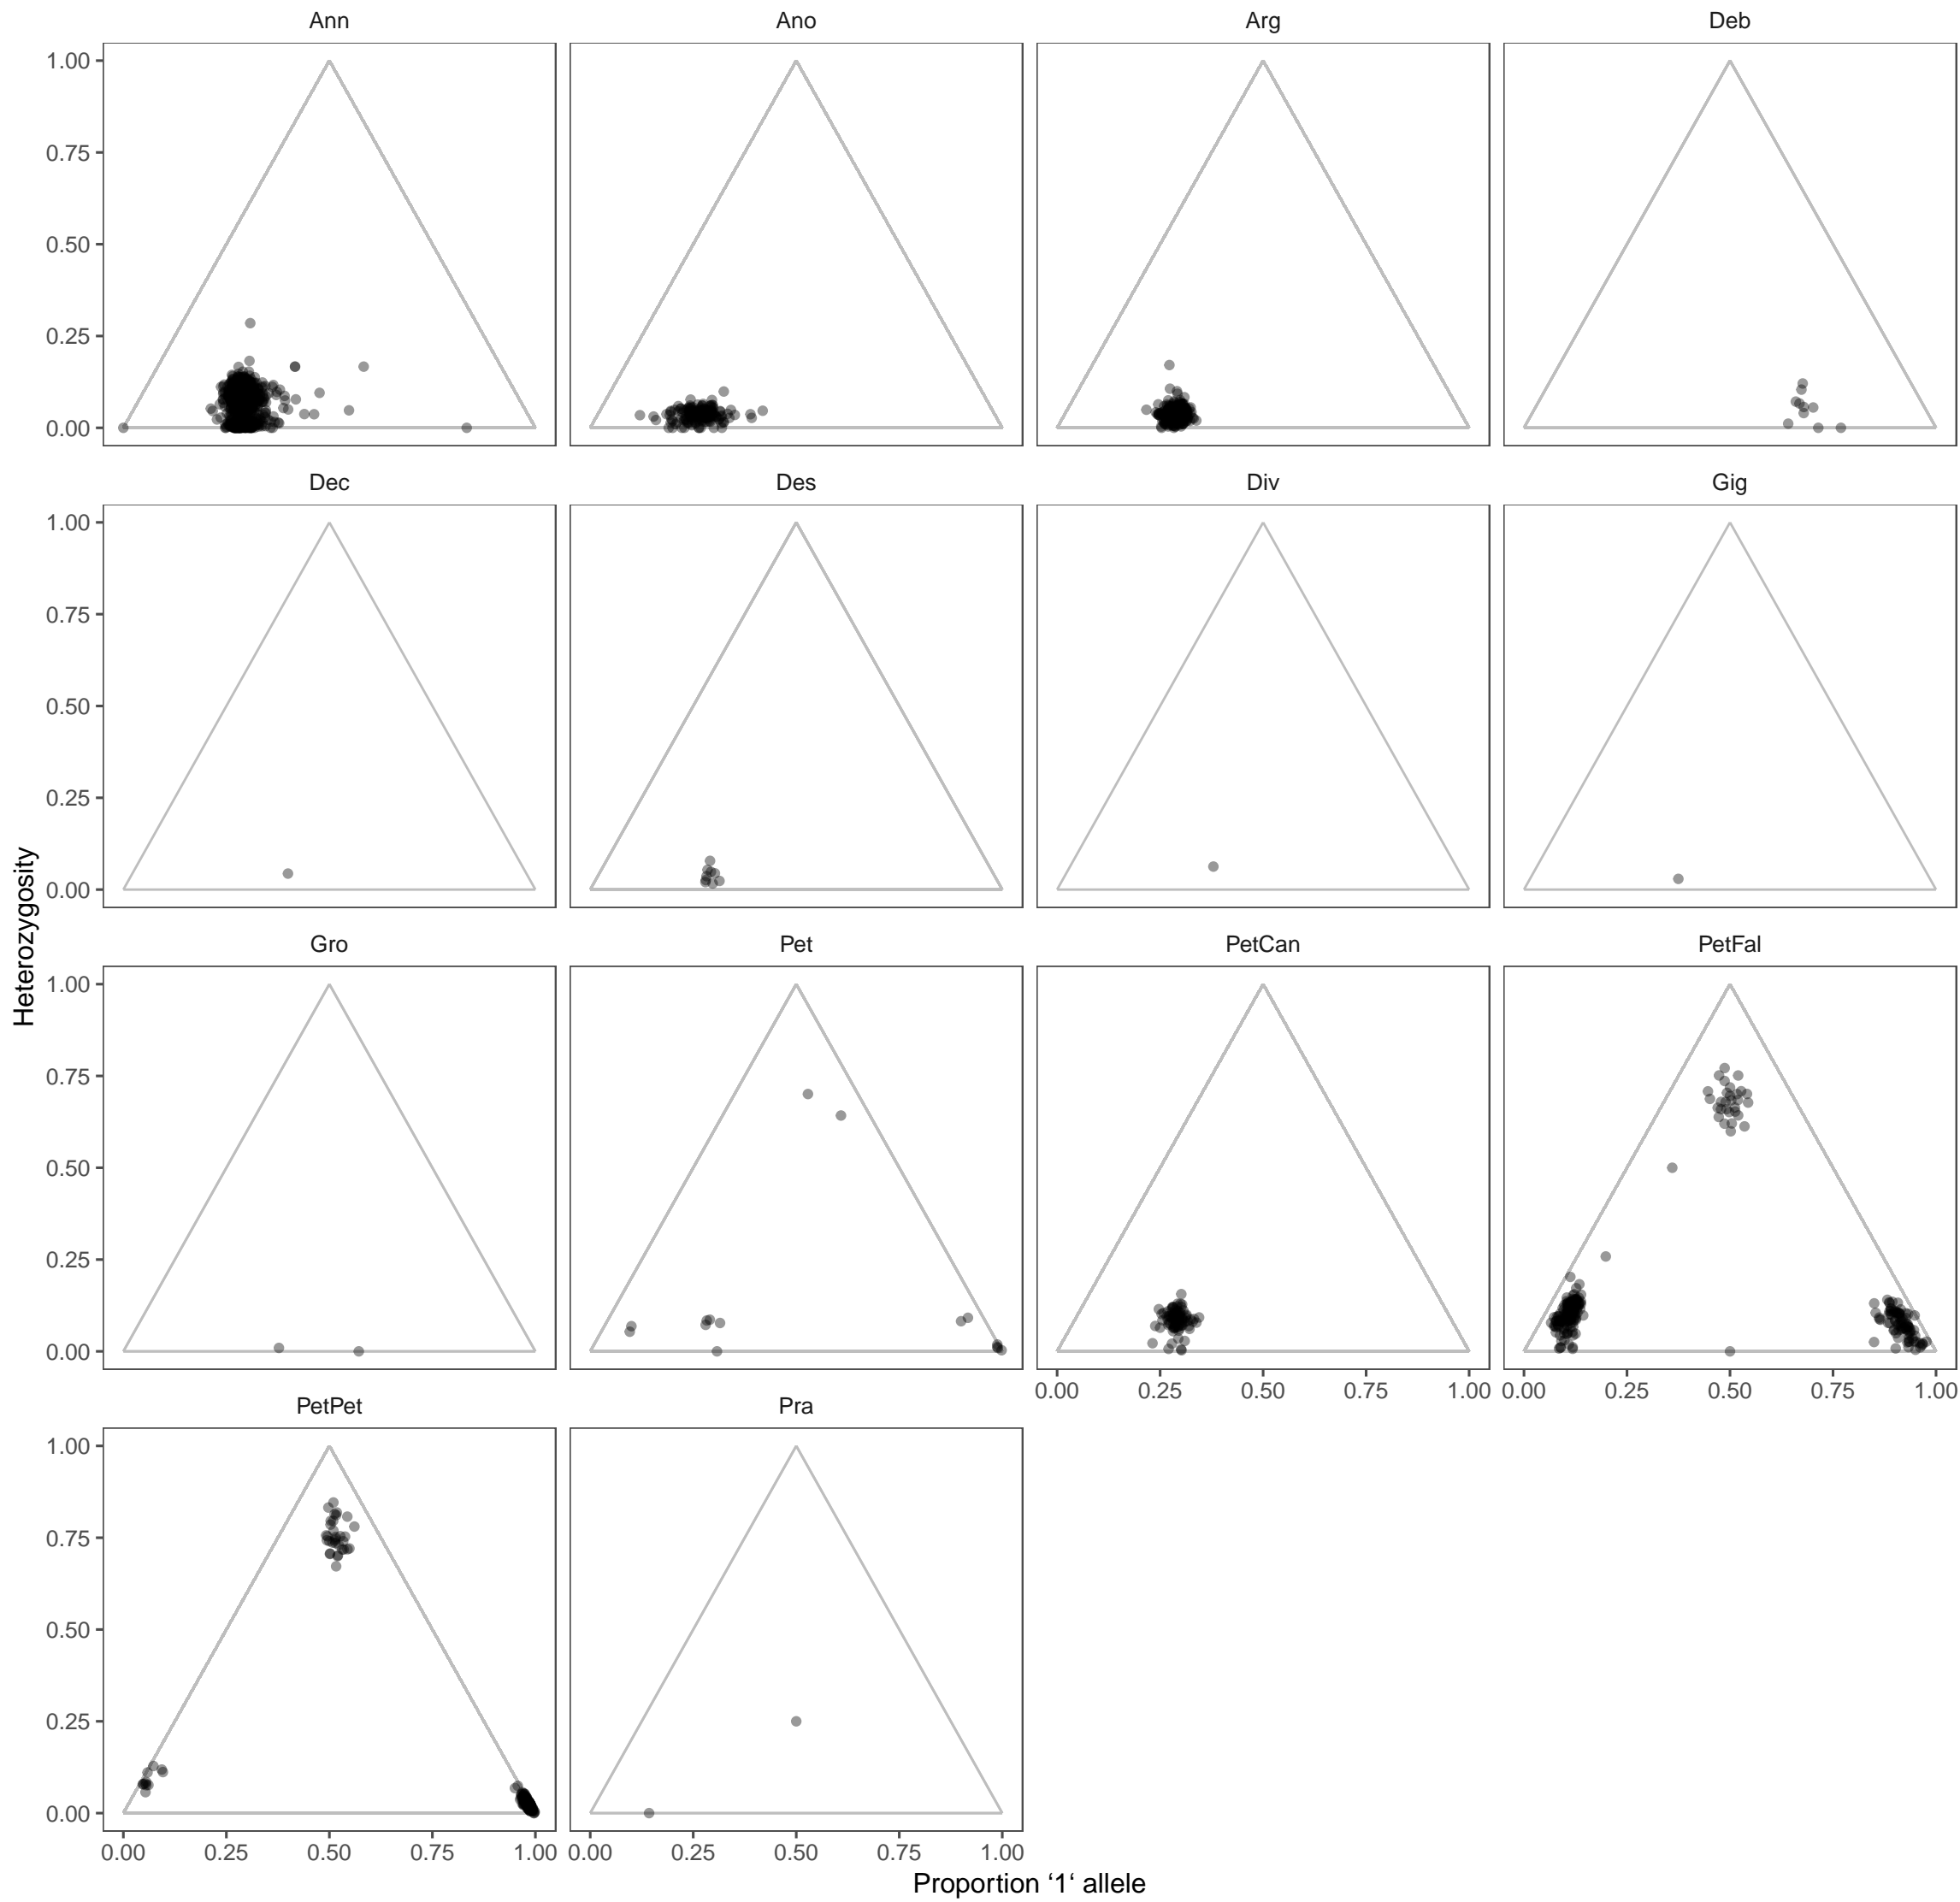 Ann Ano Arg Deb
1.00
0.75
0.50
0.25
0.00
Dec Des Div Gig
1.00
0.75
0.50
0.25
0.00
Heterozygosity
Gro Pet PetCan PetFal
1.00
0.75
0.50
0.25
0.00
0.00 0.25 0.50 0.75 1.00 0.00 0.25 0.50 0.75 1.00
PetPet Pra
1.00
0.75
0.50
0.25
0.00
0.00 0.25 0.50 0.75 1.00 0.00 0.25 0.50 0.75 1.00
Proportion ‘1‘ allele